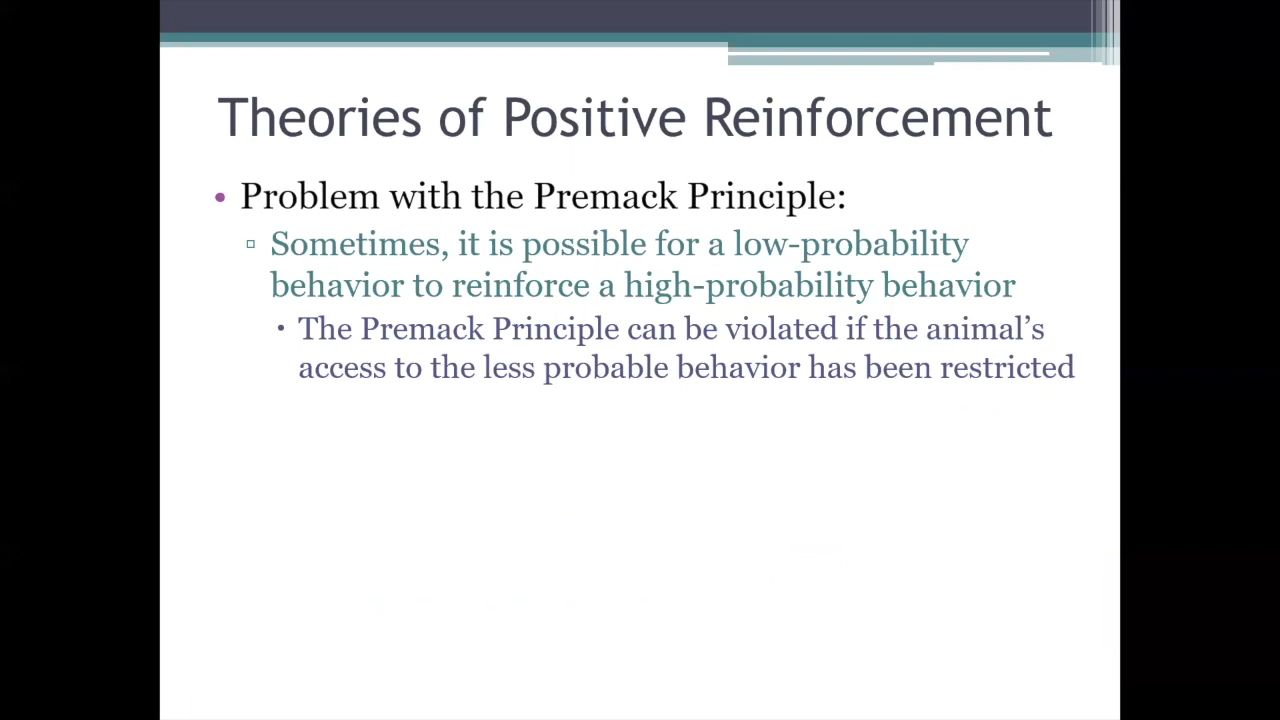 Theories of Positive Reinforcement
• Problem with the Premack Principle:
▫ Sometimes, it is possible for a low-probability
behavior to reinforce a high-probability behavior
▪ The Premack Principle can be violated if the animal’s
access to the less probable behavior has been restricted